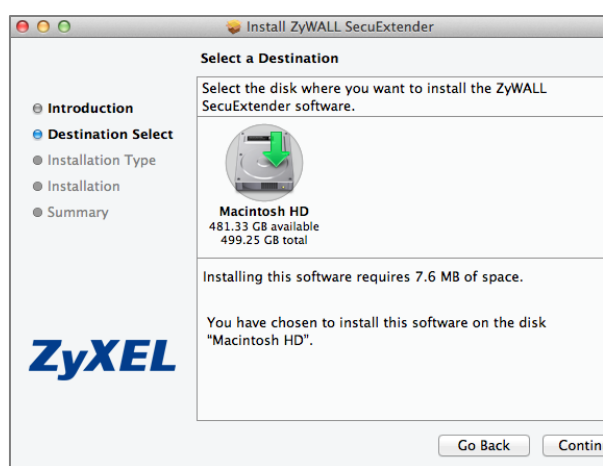 Install ZyWALL SecuExtender
Select a Destination
Introduction
Destination Select
Installation Type
Installation
Summary
Select the disk where you want to install the ZyWALL
SecuExtender software.
Macintosh HD
481.33 GB available
499.25 GB total
Installing this software requires 7.6 MB of space.
You have chosen to install this software on the disk
"Macintosh HD".
ZyXEL
Go Back
Contin